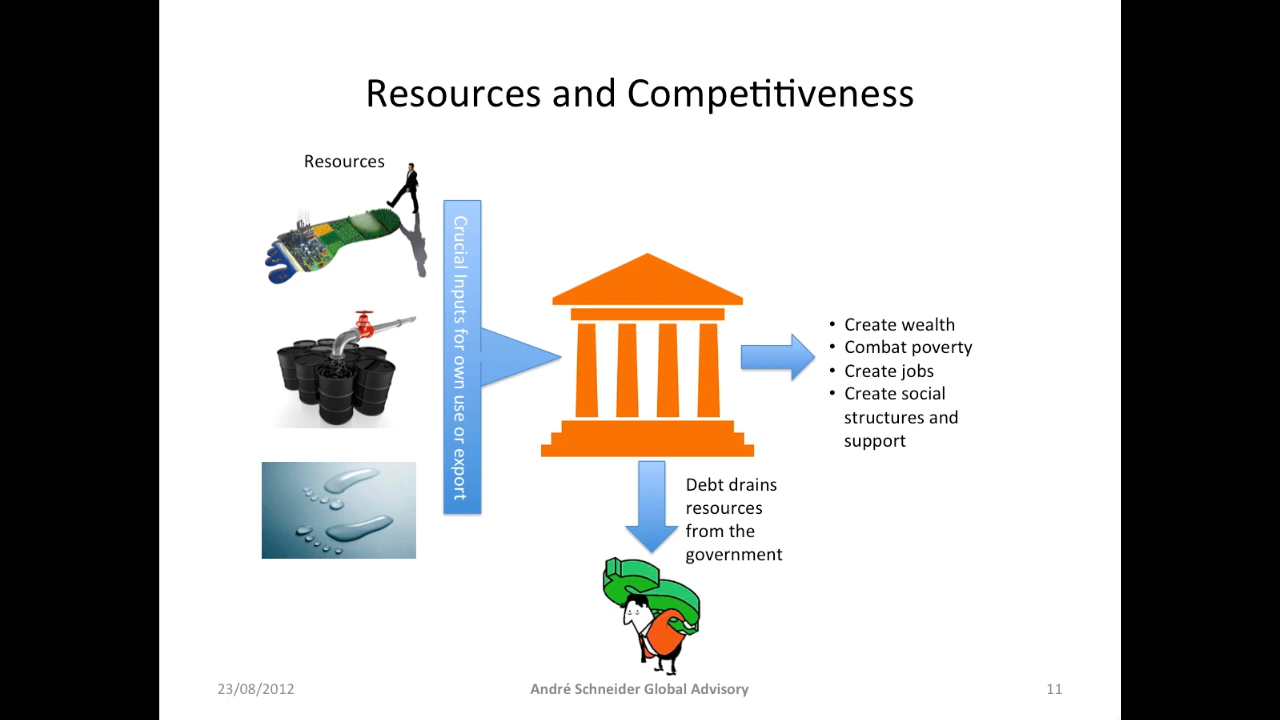 Resources and Competitiveness
Resources
Crucial Inputs for own use or export
• Create wealth
• Combat poverty
• Create jobs
• Create social
structures and
support
Debt drains
resources
from the
government
23/08/2012
André Schneider Global Advisory
11